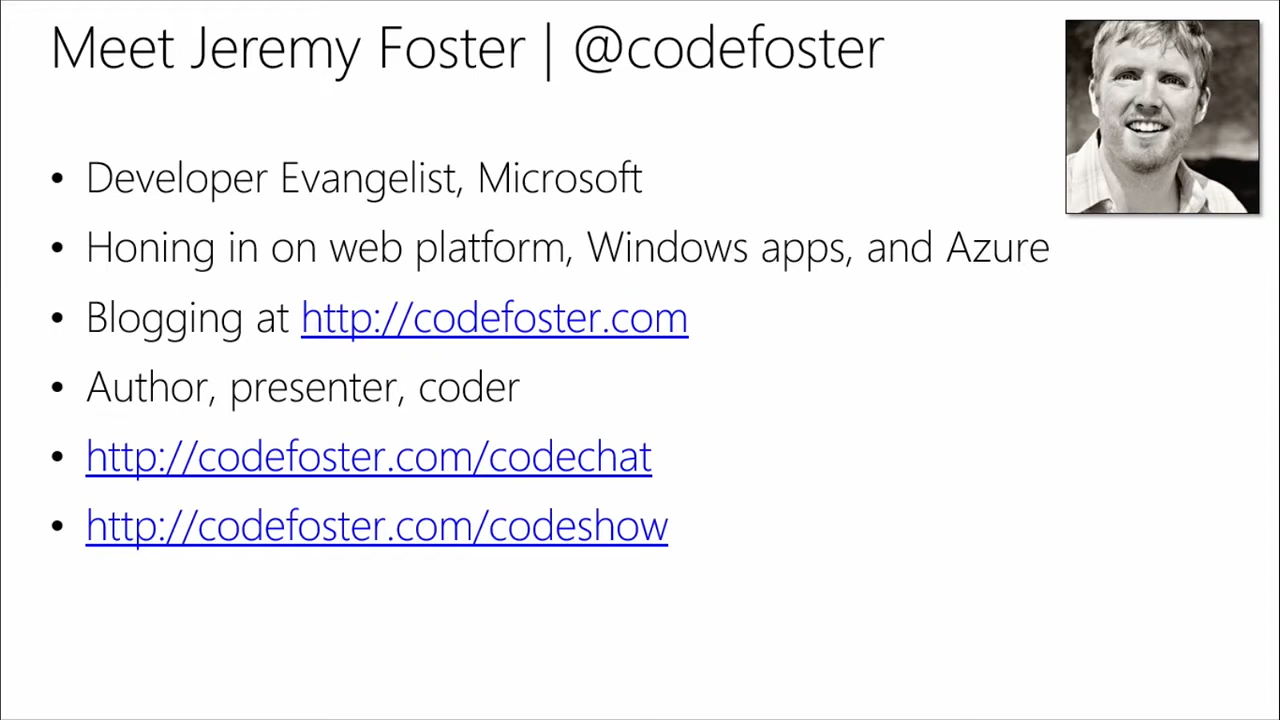 Meet Jeremy Foster | @codefoster
• Developer Evangelist, Microsoft
• Honing in on web platform, Windows apps, and Azure
• Blogging at http://codefoster.com
• Author, presenter, coder
• http://codefoster.com/codechat
• http://codefoster.com/codeshow